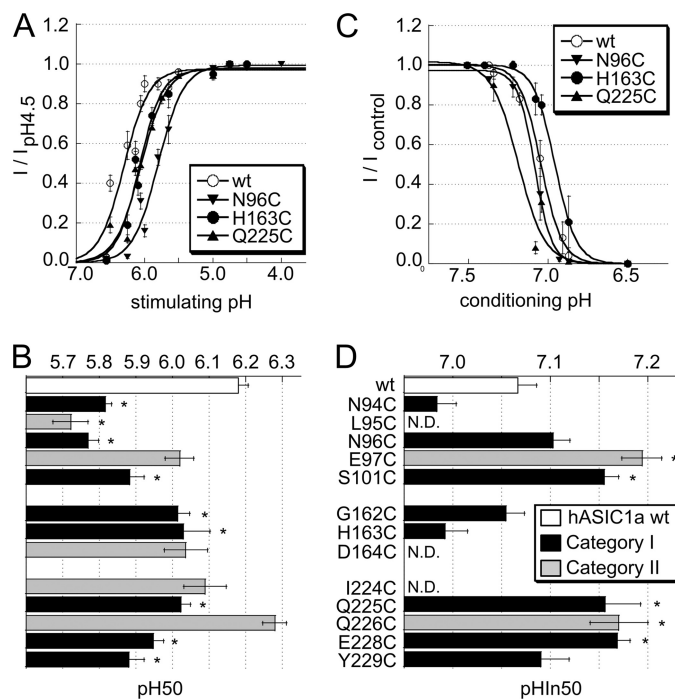 A
I / I pH4.5
1.0
0.8
0.6
0.4
0.2
0.0
7.0 6.0 5.0 4.0
stimulating pH
wt
N96C
H163C
Q225C
C
I / I control
1.0
0.8
0.6
0.4
0.2
0.0
0
7.5 7.0 6.5
conditioning pH
wt
N96C
H163C
Q225C
B
5.7 5.8 5.9 6.0 6.1 6.2 6.3
*
*
*
*
*
*
*
*
*
pH50
D
7.0 7.1 7.2
wt
N94C
L95C N.D.
N96C
E97C *
S101C *
G162C
H163C
D164C N.D.
I224C N.D.
Q225C *
Q226C *
E228C *
Y229C
hASIC1a wt
Category I
Category II
pHIn50